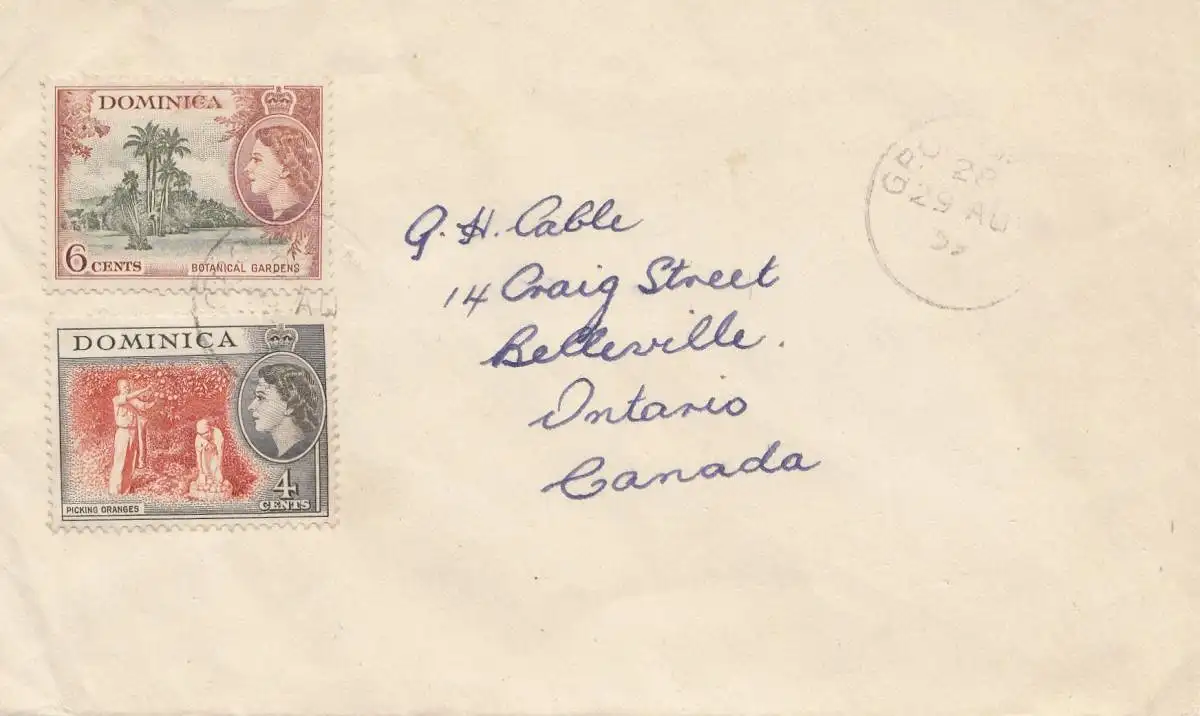 DOMINICA
6 CENTS
BOTANICAL GARDENS
DOMINICA
4
CENTS
PICKING ORANGES
G. H. Cable
14 Craig Street
Belleville.
Ontario
Canada
29 AU
AU